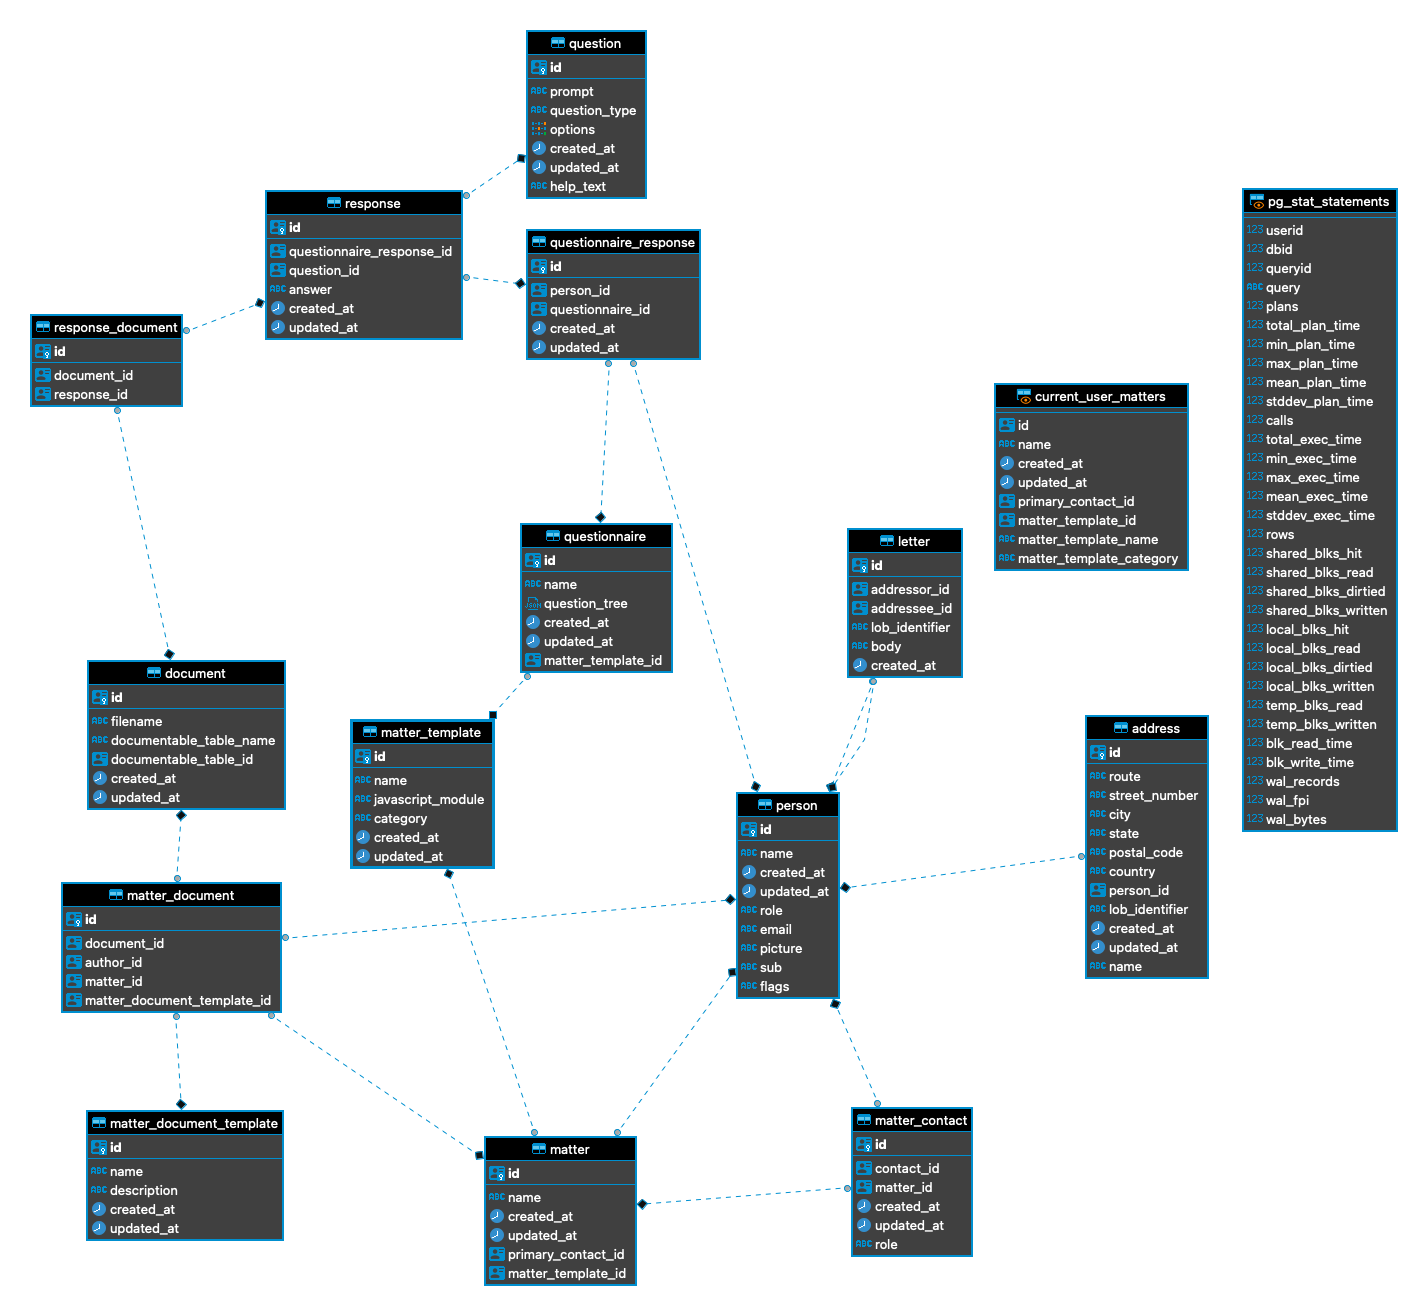 question
id
prompt
question_type
options
created_at
updated_at
help_text
response
id
questionnaire_response_id
question_id
answer
created_at
updated_at
questionnaire_response
id
person_id
questionnaire_id
created_at
updated_at
response_document
id
document_id
response_id
pg_stat_statements
userid
dbid
queryid
query
plans
total_plan_time
min_plan_time
max_plan_time
mean_plan_time
stddev_plan_time
calls
total_exec_time
min_exec_time
max_exec_time
mean_exec_time
stddev_exec_time
rows
shared_blks_hit
shared_blks_read
shared_blks_dirtied
shared_blks_written
local_blks_hit
local_blks_read
local_blks_dirtied
local_blks_written
temp_blks_read
temp_blks_written
blk_read_time
blk_write_time
wal_records
wal_fpi
wal_bytes
current_user_matters
id
name
created_at
updated_at
primary_contact_id
matter_template_id
matter_template_name
matter_template_category
questionnaire
id
name
question_tree
created_at
updated_at
matter_template_id
letter
id
addressor_id
addressee_id
lob_identifier
body
created_at
document
id
filename
documentable_table_name
documentable_table_id
created_at
updated_at
matter_template
id
name
javascript_module
category
created_at
updated_at
address
id
route
street_number
city
state
postal_code
country
person_id
lob_identifier
created_at
updated_at
name
person
id
name
created_at
updated_at
role
email
picture
sub
flags
matter_document
id
document_id
author_id
matter_id
matter_document_template_id
matter_document_template
id
name
description
created_at
updated_at
matter
id
name
created_at
updated_at
primary_contact_id
matter_template_id
matter_contact
id
contact_id
matter_id
created_at
updated_at
role